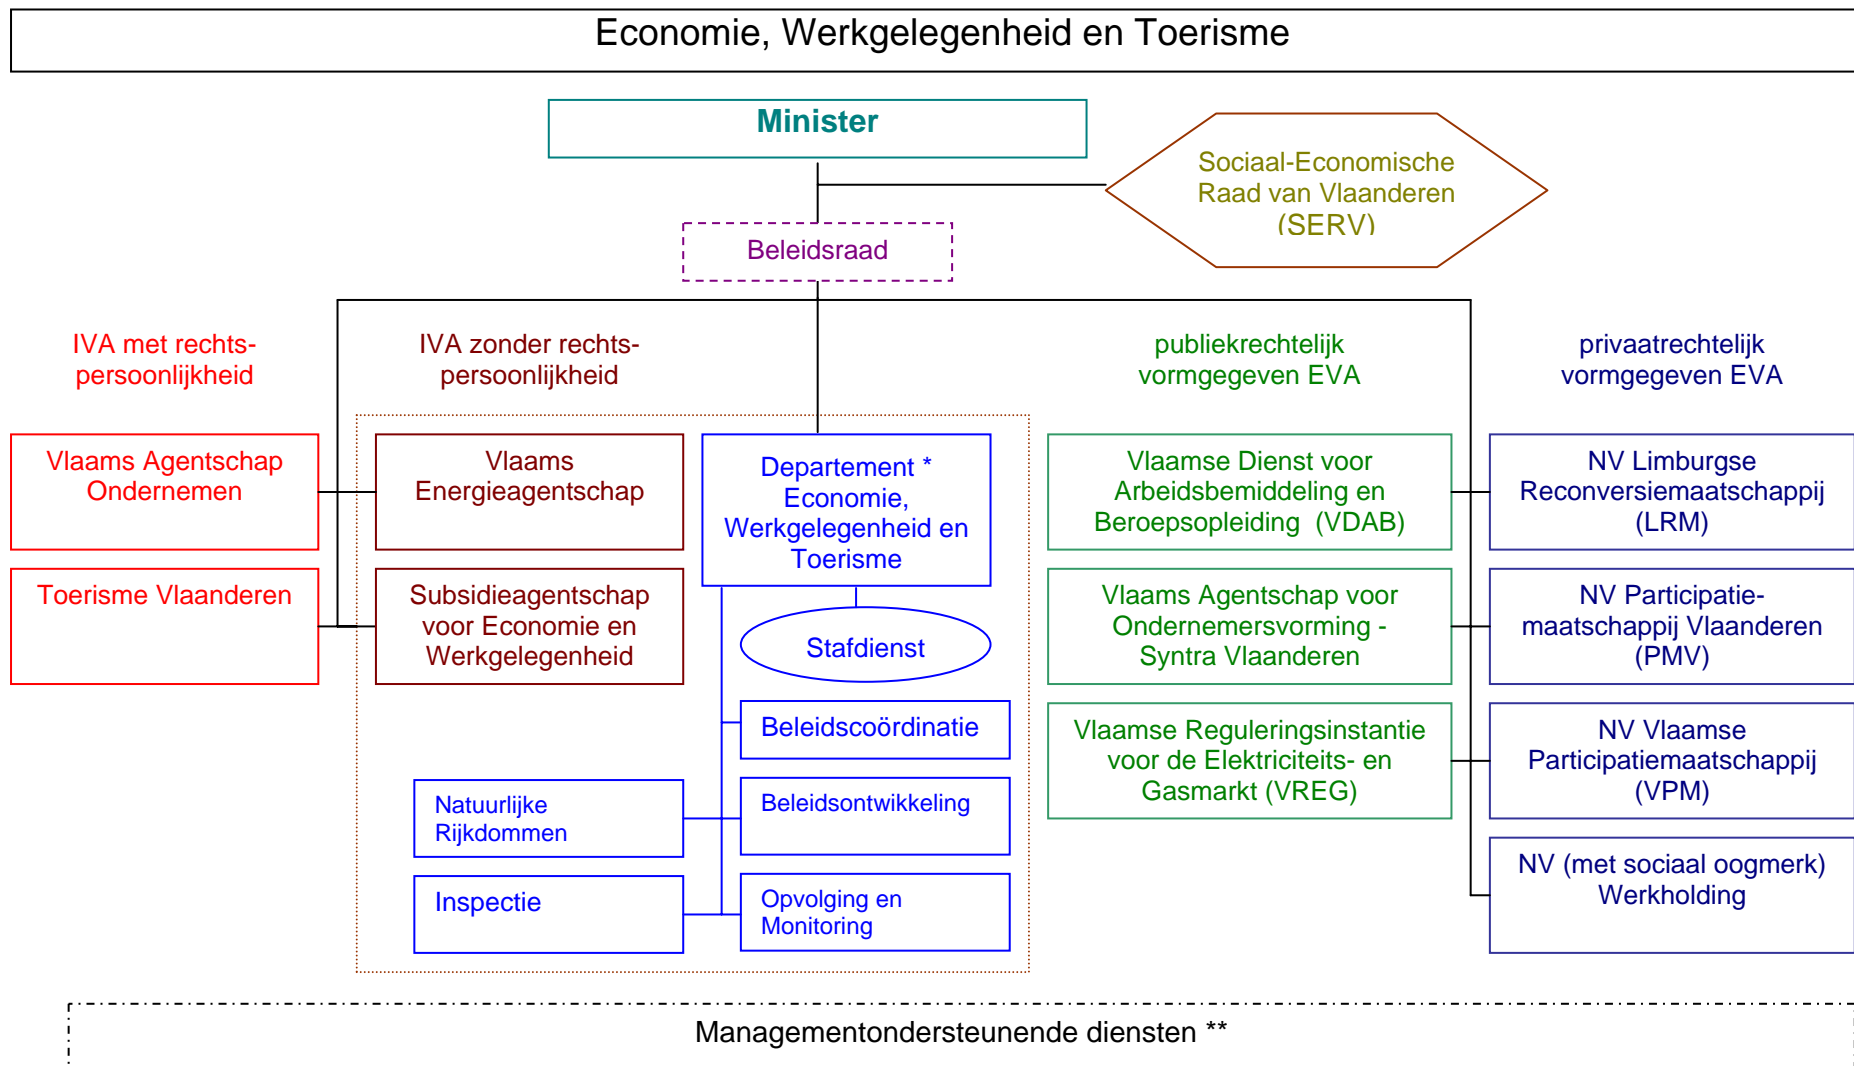 Economie, Werkgelegenheid en Toerisme
Minister
Sociaal-Economische
Raad van Vlaanderen
(SERV)
Beleidsraad
IVA met rechts-
persoonlijkheid
IVA zonder rechts-
persoonlijkheid
publiekrechtelijk
vormgegeven EVA
privaatrechtelijk
vormgegeven EVA
Vlaams Agentschap
Ondernemen
Vlaams
Energieagentschap
Departement *
Economie,
Werkgelegenheid en
Toerisme
Vlaamse Dienst voor
Arbeidsbemiddeling en
Beroepsopleiding (VDAB)
NV Limburgse
Reconversiemaatschappij
(LRM)
Toerisme Vlaanderen
Subsidieagentschap
voor Economie en
Werkgelegenheid
Stafdienst
Vlaams Agentschap voor
Ondernemersvorming -
Syntra Vlaanderen
NV Participatie-
maatschappij Vlaanderen
(PMV)
Beleidscoördinatie
Vlaamse Reguleringsinstantie
voor de Elektriciteits- en
Gasmarkt (VREG)
NV Vlaamse
Participatiemaatschappij
(VPM)
Natuurlijke
Rijkdommen
Beleidsontwikkeling
Inspectie
Opvolging en
Monitoring
NV (met sociaal oogmerk)
Werkholding
Managementondersteunende diensten **